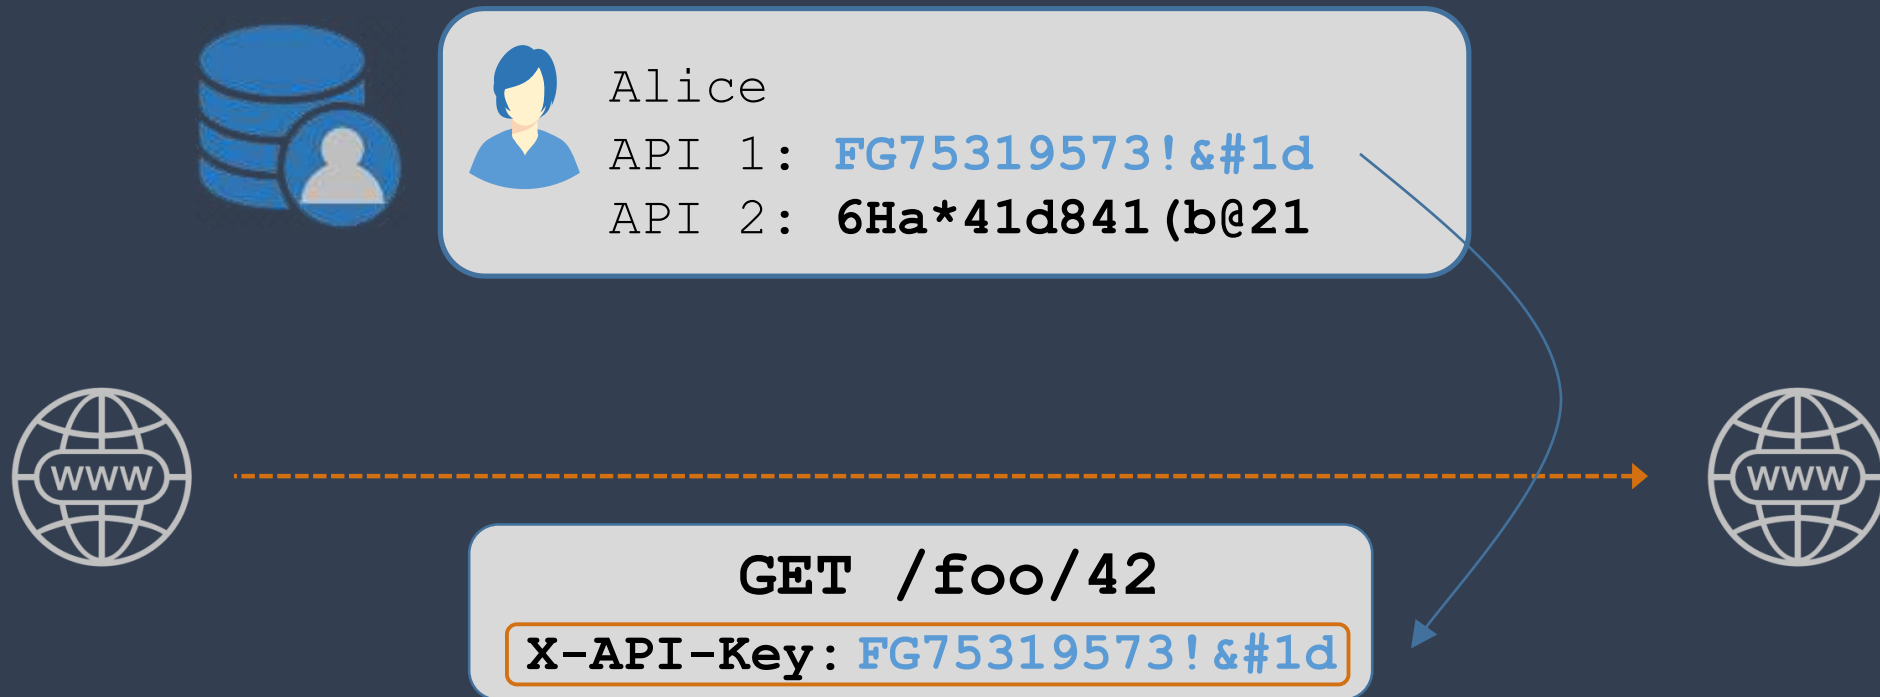 Alice
API 1: FG75319573!&#1d
API 2: 6Ha*41d841(b@21
WWW
WWW
GET /foo/42
X-API-Key: FG75319573!&#1d